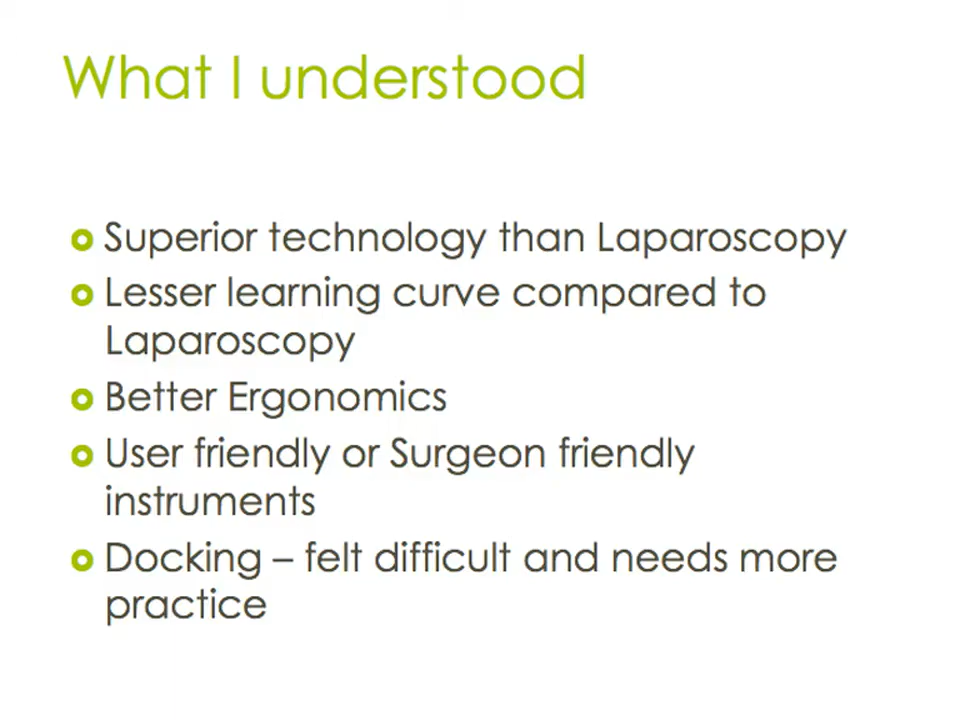 What I understood
Superior technology than Laparoscopy
Lesser learning curve compared to
Laparoscopy
Better Ergonomics
User friendly or Surgeon friendly
instruments
Docking – felt difficult and needs more
practice